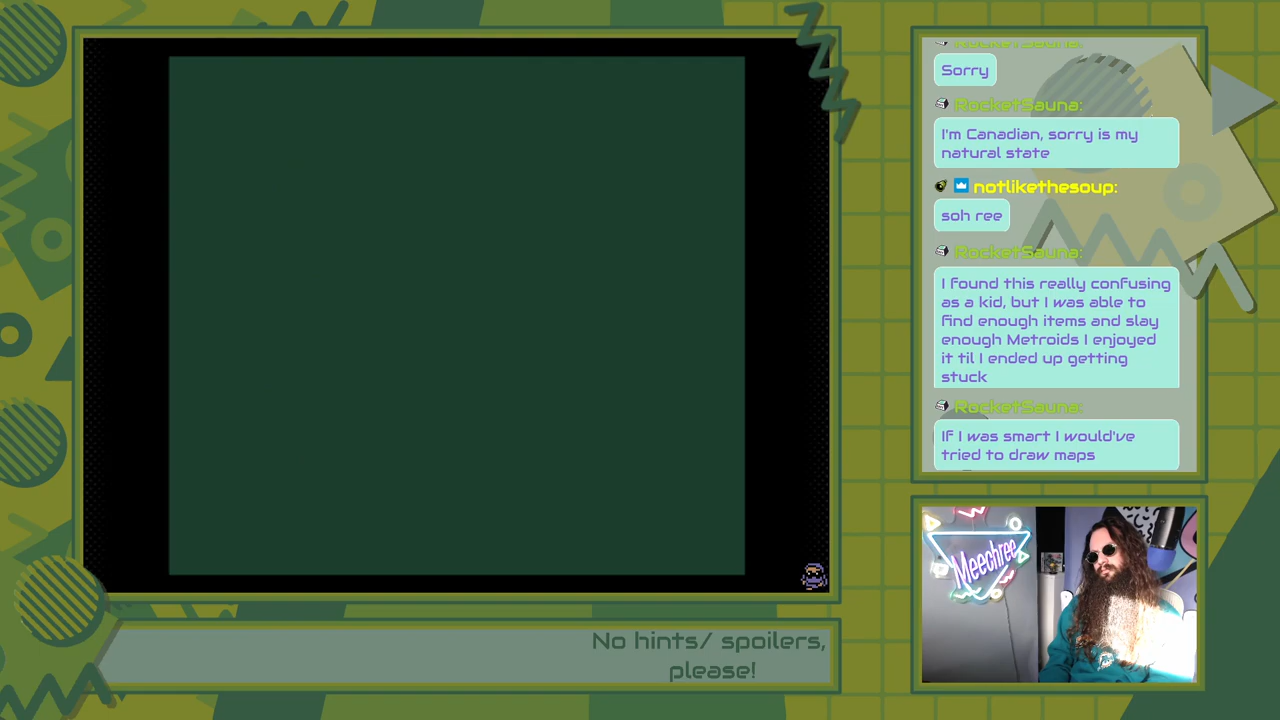 RocketSauna:
Sorry
RocketSauna:
I'm Canadian, sorry is my
natural state
notlikethesoup:
soh ree
RocketSauna:
I found this really confusing
as a kid, but I was able to
find enough items and slay
enough Metroids I enjoyed
it til I ended up getting
stuck
RocketSauna:
If I was smart I would've
tried to draw maps
Meechree
No hints/ spoilers,
please!